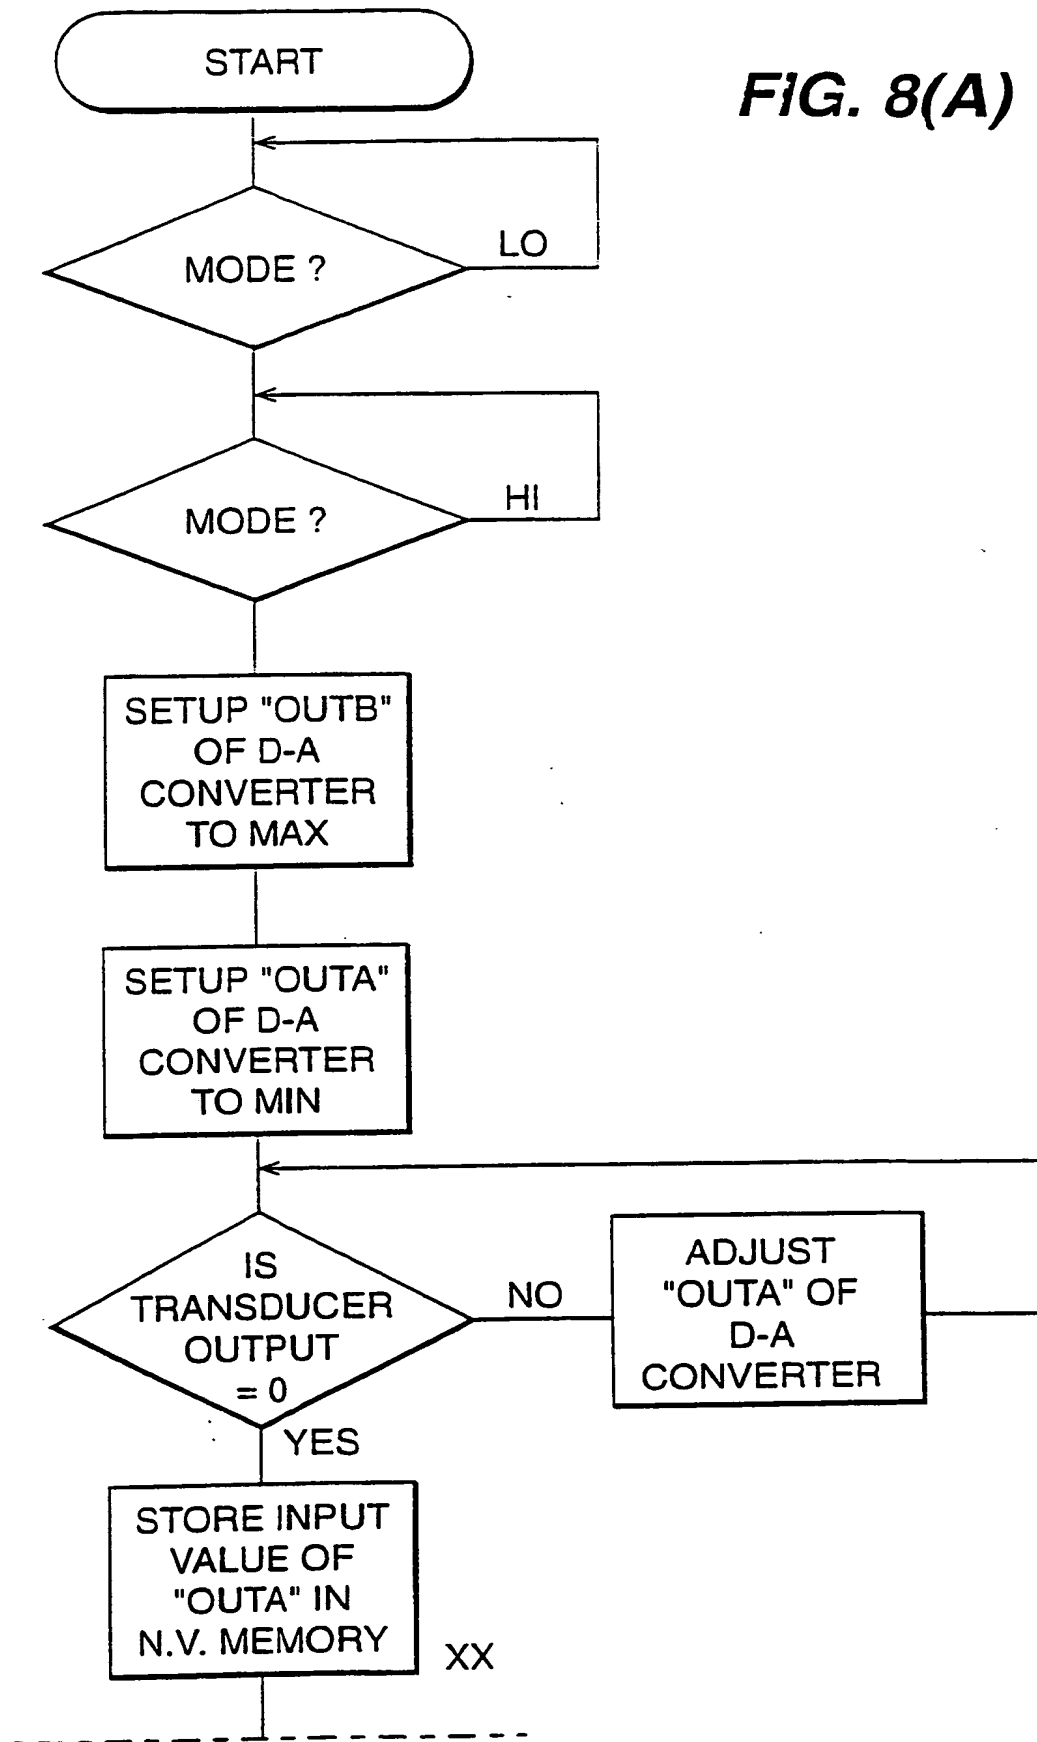 START
FIG. 8(A)
MODE ?
LO
MODE ?
HI
SETUP "OUTB"
OF D-A
CONVERTER
TO MAX
SETUP "OUTA"
OF D-A
CONVERTER
TO MIN
IS
TRANSDUCER
OUTPUT
= 0
NO
ADJUST
"OUTA" OF
D-A
CONVERTER
YES
STORE INPUT
VALUE OF
"OUTA" IN
N.V. MEMORY
XX